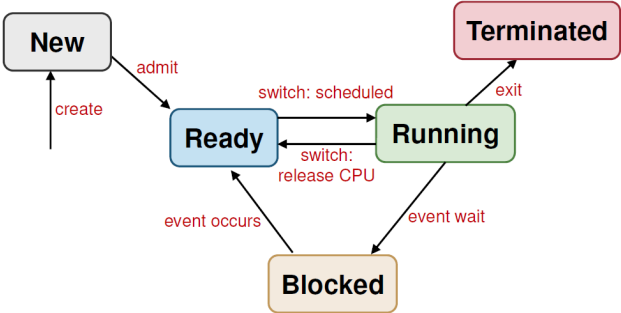 New
Terminated
admit
create
switch: scheduled
exit
Ready
Running
switch:
release CPU
event occurs
event wait
Blocked